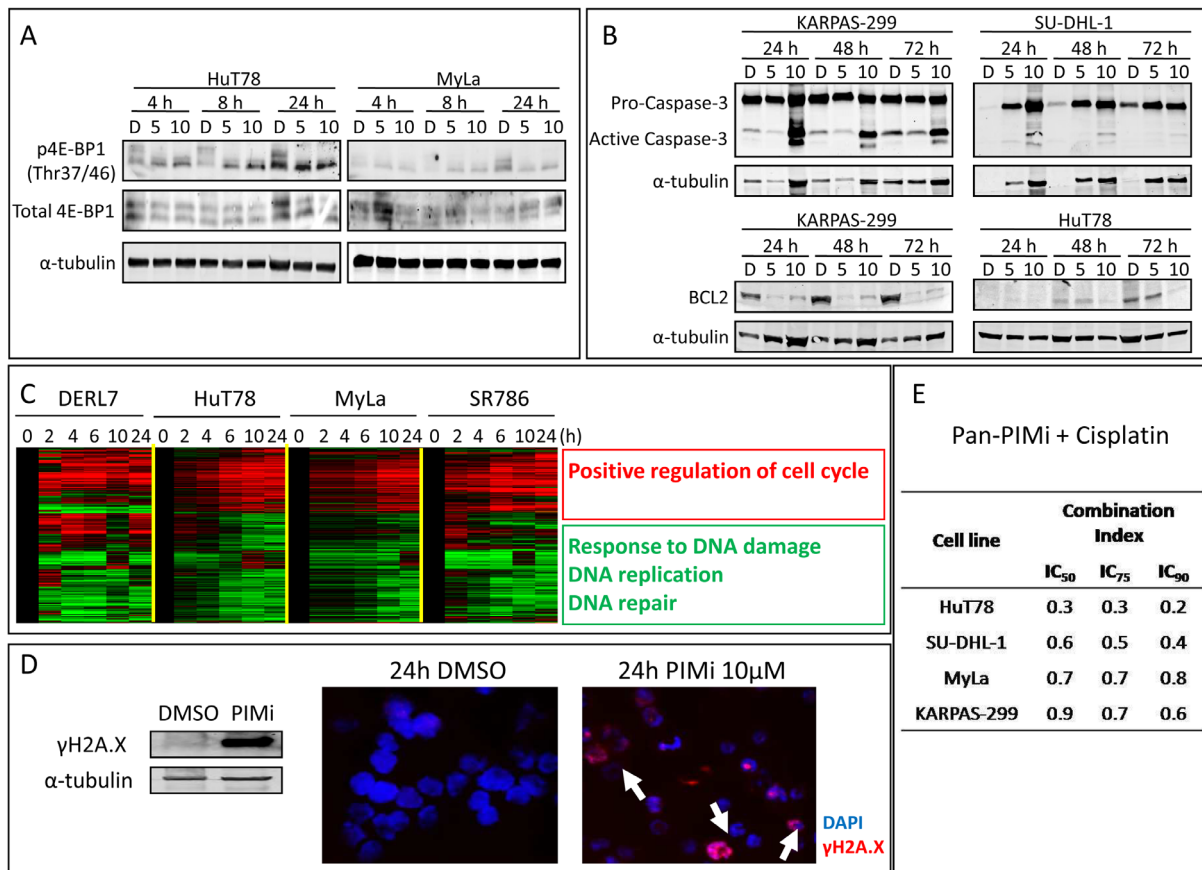 A
HuT78 MyLa
4 h 8 h 24 h 4 h 8 h 24 h
D 5 10 D 5 10 D 5 10 D 5 10 D 5 10 D 5 10
p4E-BP1
(Thr37/46)
Total 4E-BP1
α-tubulin
B
KARPAS-299 SU-DHL-1
24 h 48 h 72 h 24 h 48 h 72 h
D 5 10 D 5 10 D 5 10 D 5 10 D 5 10 D 5 10
Pro-Caspase-3
Active Caspase-3
α-tubulin
KARPAS-299 HuT78
24 h 48 h 72 h 24 h 48 h 72 h
D 5 10 D 5 10 D 5 10 D 5 10 D 5 10 D 5 10
BCL2
α-tubulin
C
DERL7 HuT78 MyLa SR786
0 2 4 6 10 24 0 2 4 6 10 24 0 2 4 6 10 24 0 2 4 6 10 24 (h)
Positive regulation of cell cycle
Response to DNA damage
DNA replication
DNA repair
D
DMSO PIMi
γH2A.X
α-tubulin
24h DMSO 24h PIMi 10μM
DAPI
γH2A.X
E
Pan-PIMi + Cisplatin
Cell line Combination Index
IC50 IC75 IC90
HuT78 0.3 0.3 0.2
SU-DHL-1 0.6 0.5 0.4
MyLa 0.7 0.7 0.8
KARPAS-299 0.9 0.7 0.6